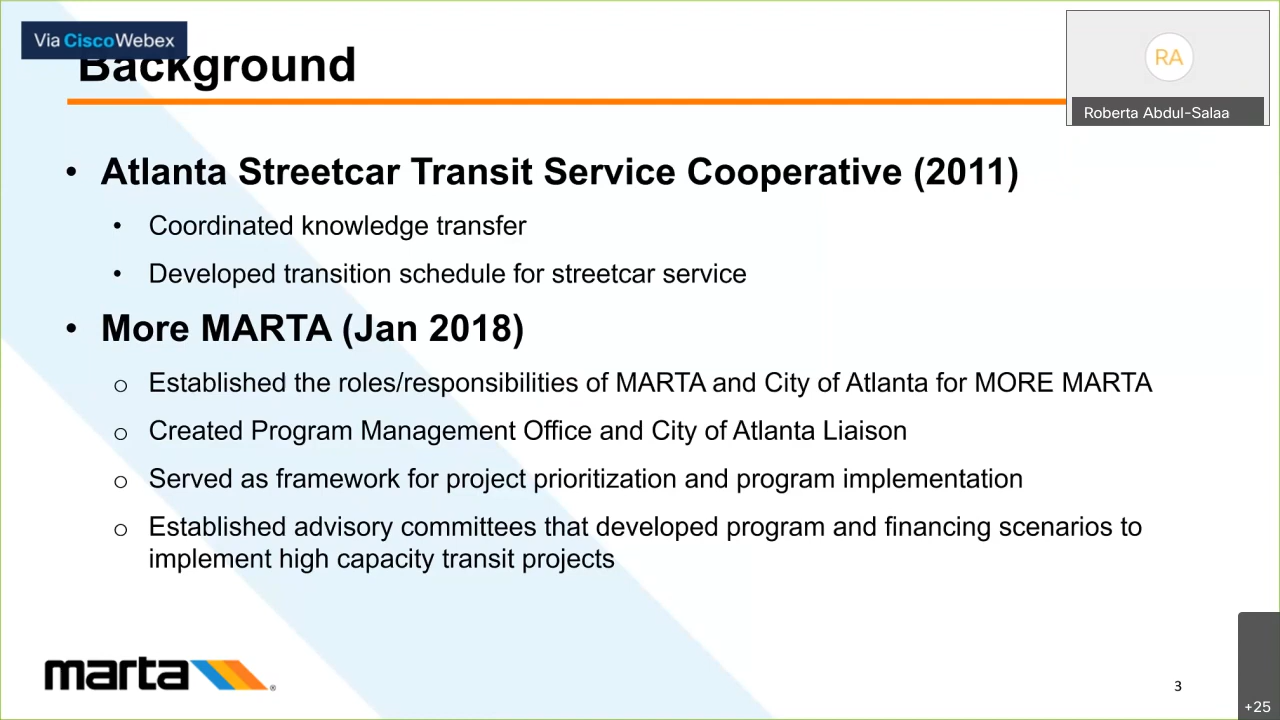 Via CiscoWebex
Background
RA
Roberta Abdul-Salaa
• Atlanta Streetcar Transit Service Cooperative (2011)
• Coordinated knowledge transfer
• Developed transition schedule for streetcar service
• More MARTA (Jan 2018)
o Established the roles/responsibilities of MARTA and City of Atlanta for MORE MARTA
o Created Program Management Office and City of Atlanta Liaison
o Served as framework for project prioritization and program implementation
o Established advisory committees that developed program and financing scenarios to
implement high capacity transit projects
marta®
3
+25